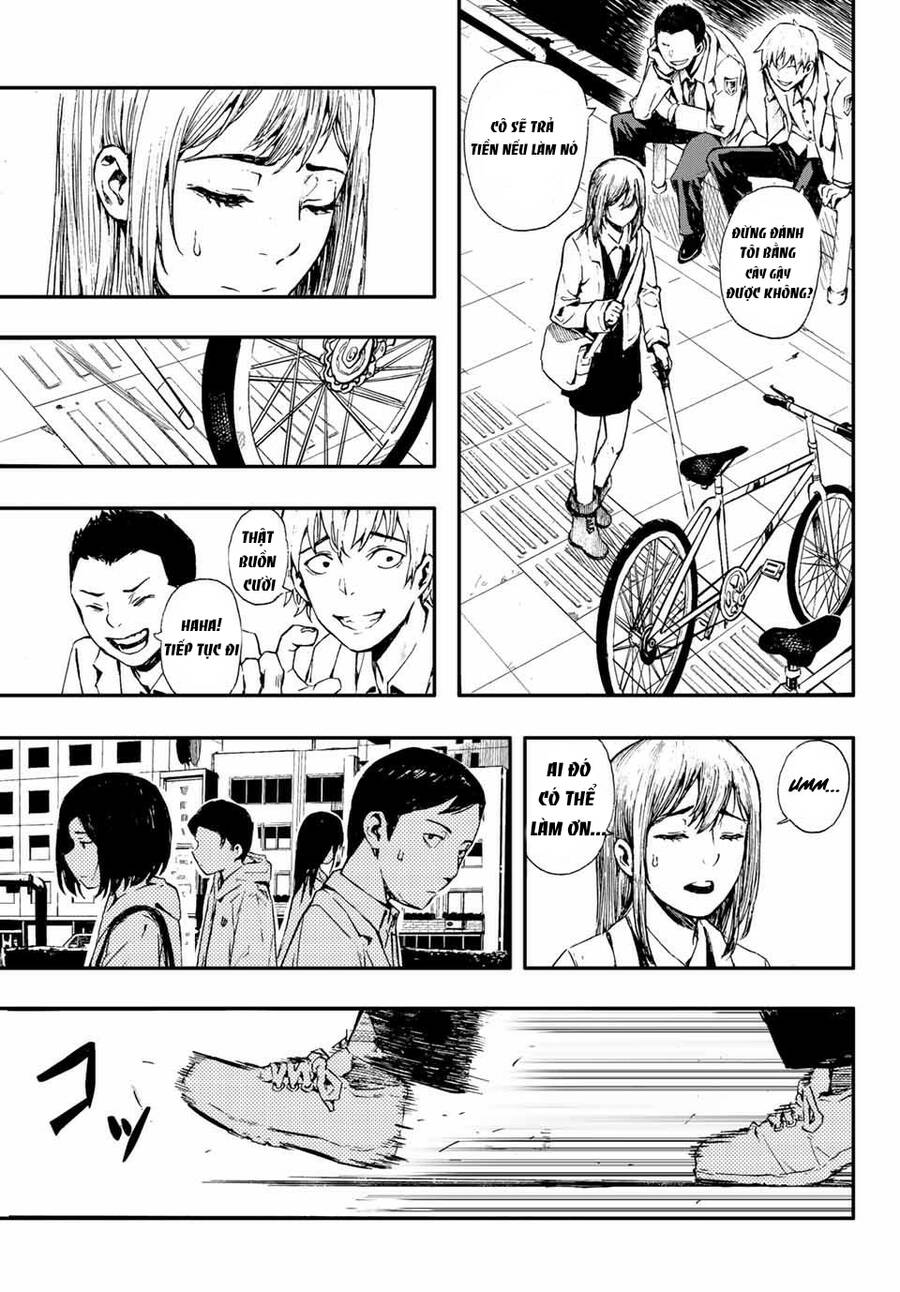 CÔ SẼ TRẢ
TIỀN NẾU LÀM NÓ
ĐỪNG ĐÁNH
TÔI BẰNG
CÂY GẬY
ĐƯỢC KHÔNG?
THẬT
BUỒN
CƯỜI
HAHA!
TIẾP TỤC ĐI
UMM...
AI ĐÓ
CÓ THỂ
LÀM ƠN...
コッ